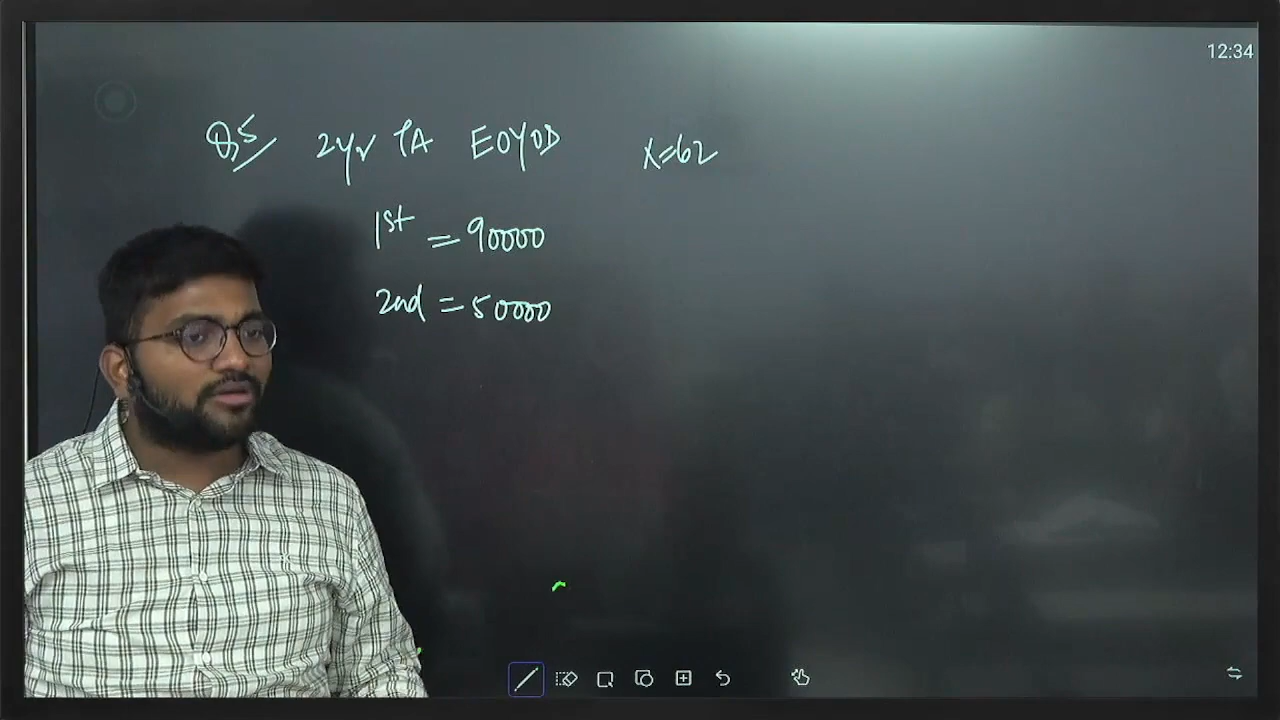 12:34
Q5 2yr TA EOYOD x=62
1st = 90000
2nd = 50000